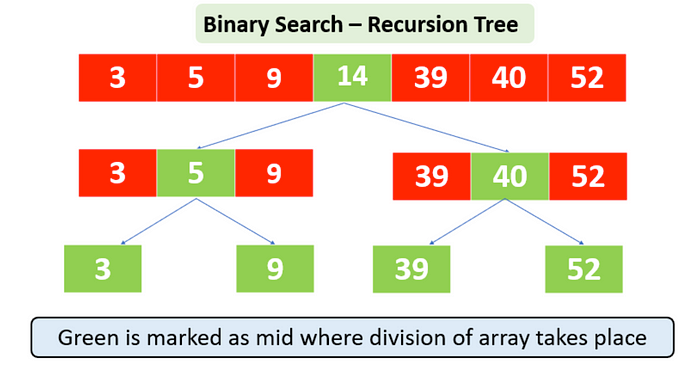 Binary Search – Recursion Tree
3 5 9 14 39 40 52
3 5 9 39 40 52
3 9 39 52
Green is marked as mid where division of array takes place